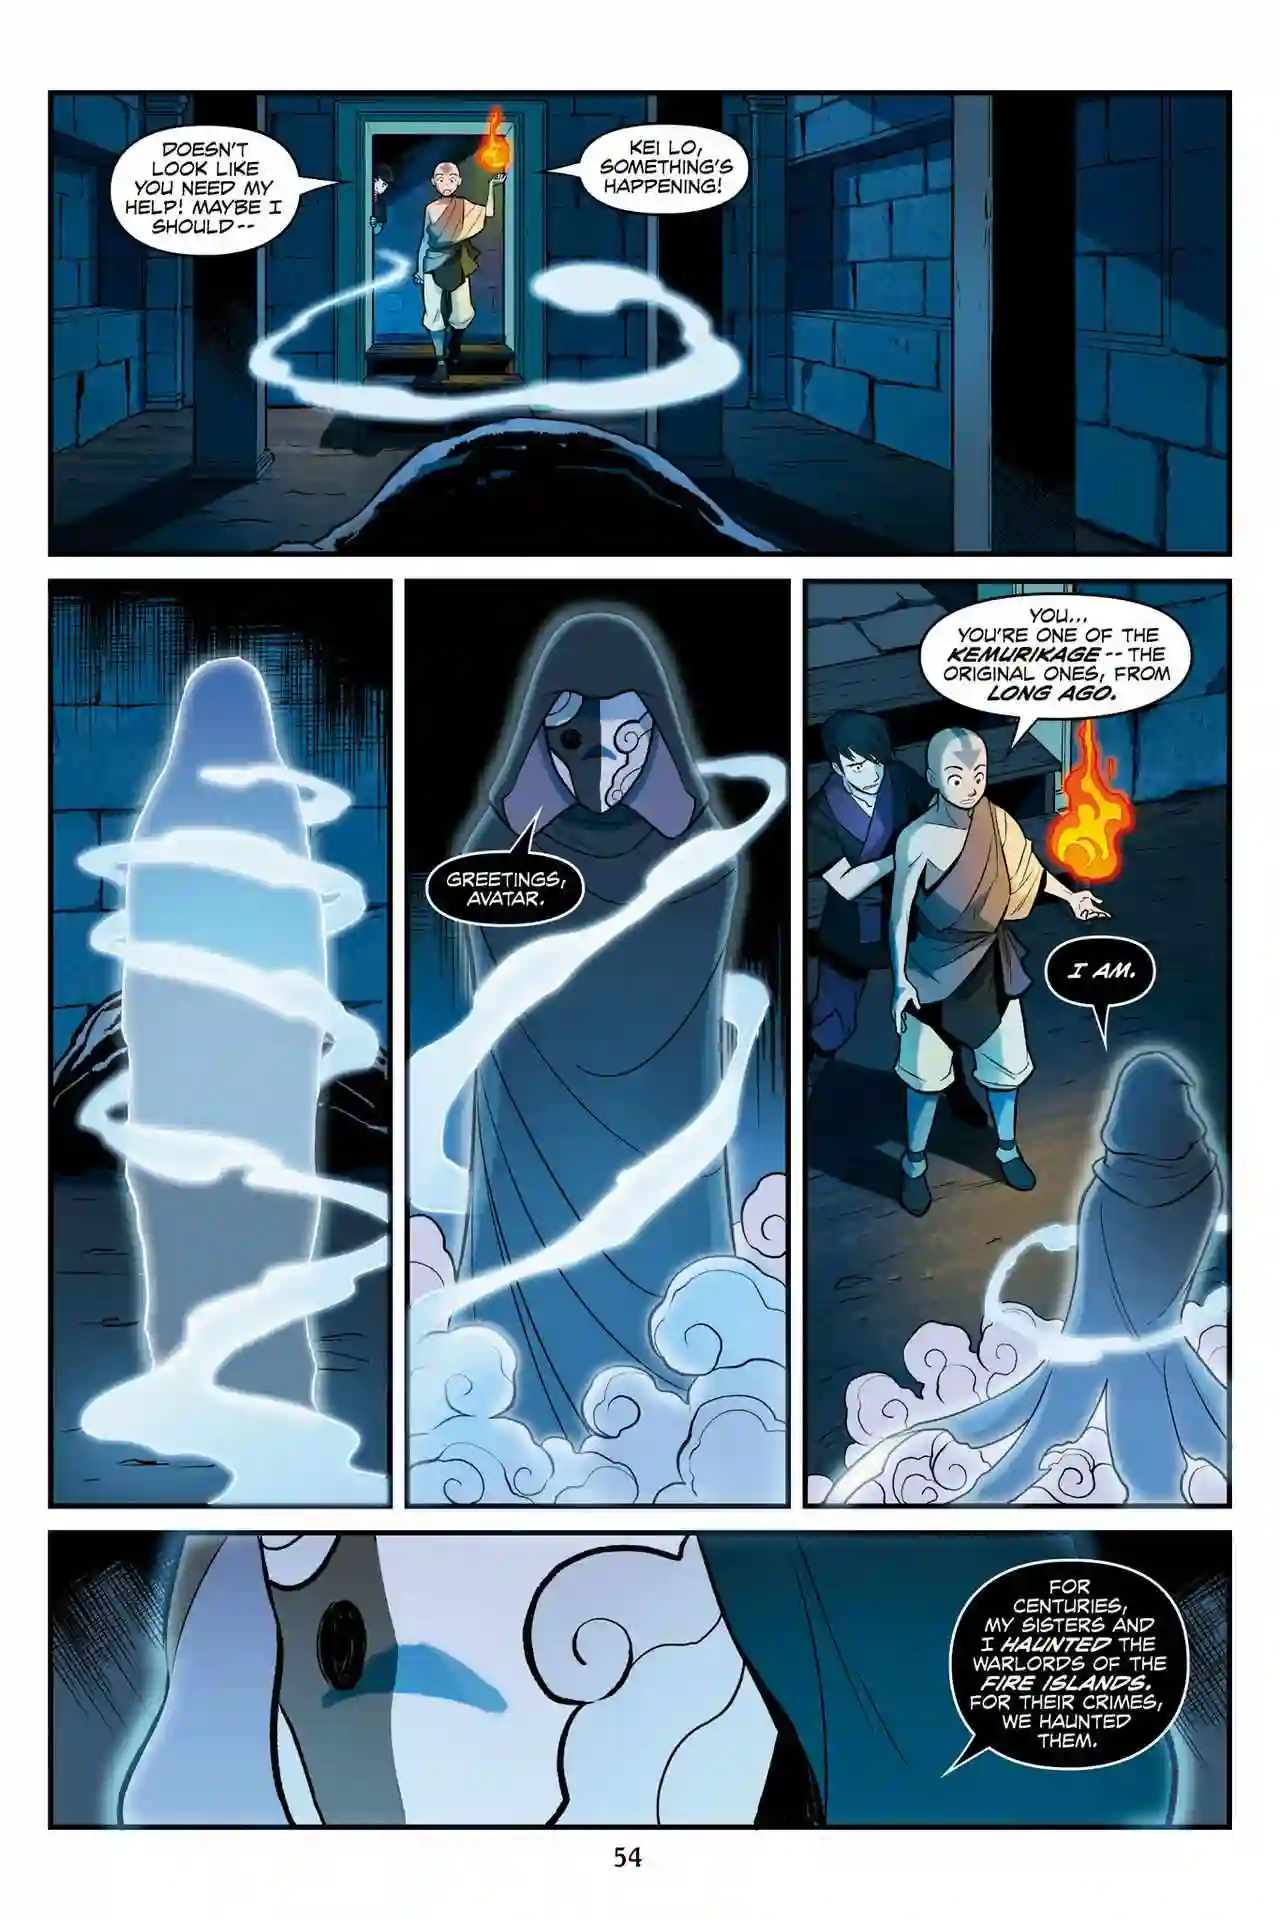 DOESN'T
LOOK LIKE
YOU NEED MY
HELP! MAYBE I
SHOULD--
KEI LO,
SOMETHING'S
HAPPENING!
GREETINGS,
AVATAR.
YOU...
YOU'RE ONE OF THE
KEMURIKAGE -- THE
ORIGINAL ONES, FROM
LONG AGO.
I AM.
FOR
CENTURIES,
MY SISTERS AND
I HAUNTED THE
WARLORDS OF THE
FIRE ISLANDS.
FOR THEIR CRIMES,
WE HAUNTED
THEM.
54